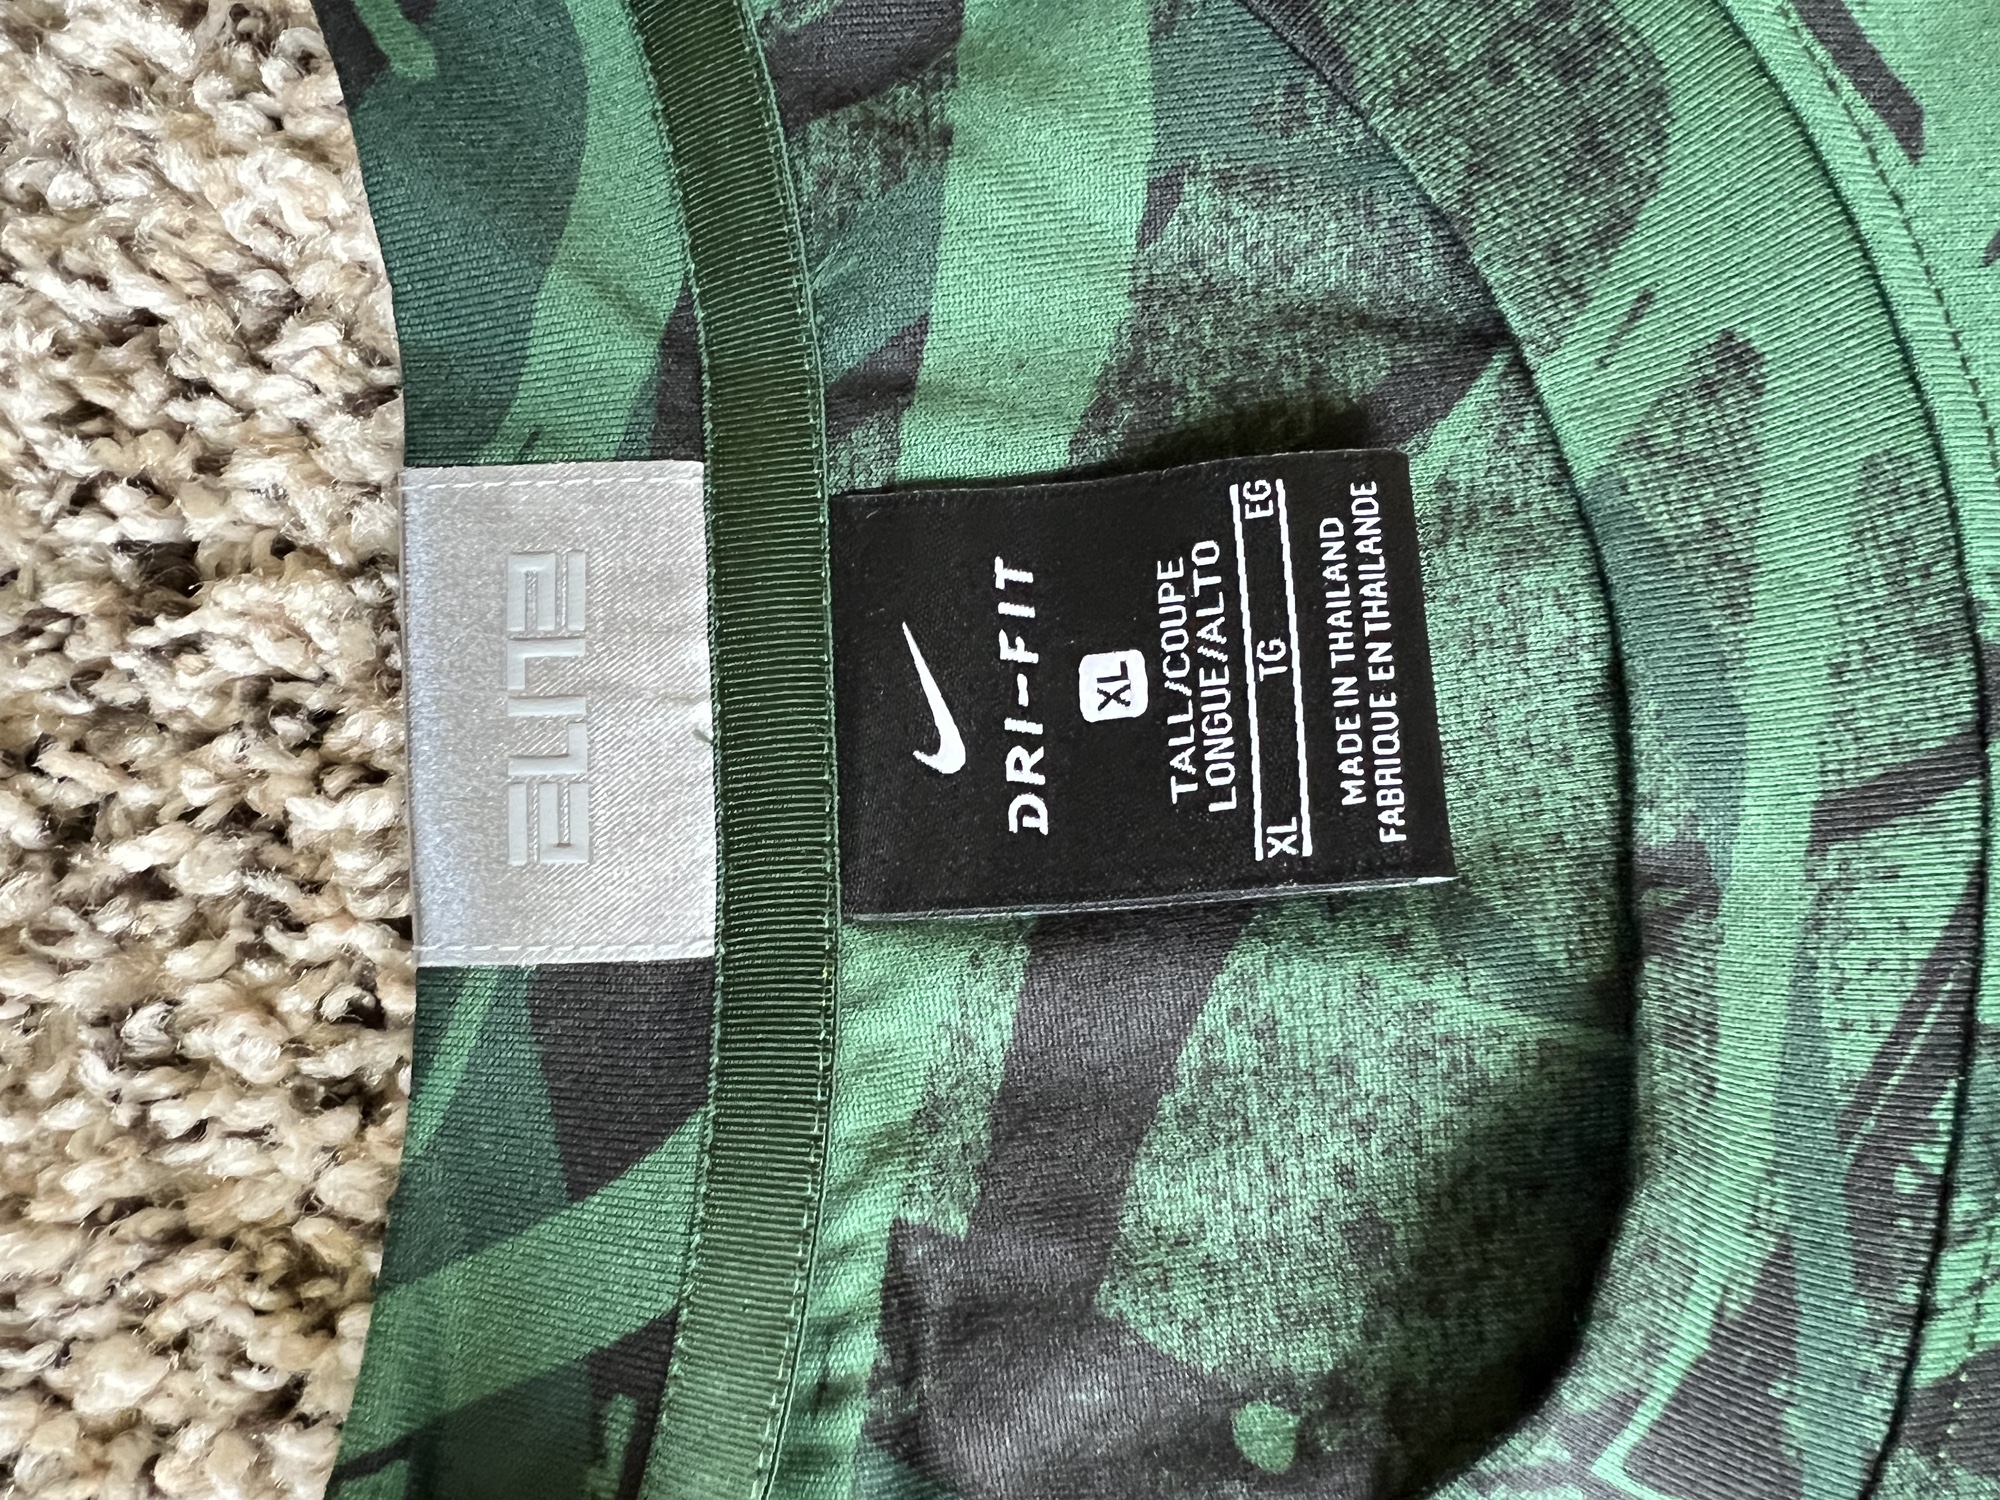 ELITE
DRI-FIT
XL
TALL/COUPE
LONGUE/ALTO
XL TG EG
MADE IN THAILAND
FABRIQUE EN THAILANDE